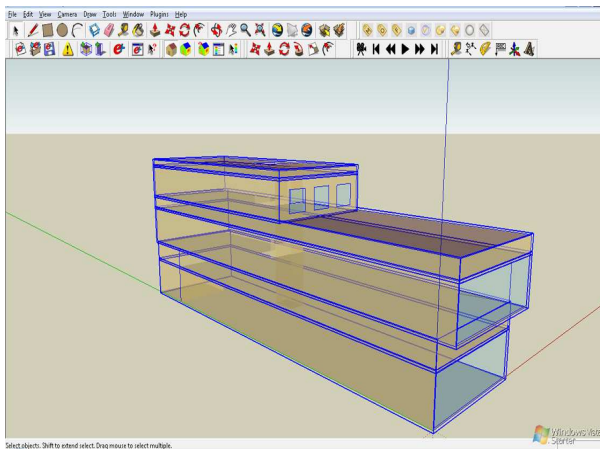 File Edit View Camera Draw Tools Window Plugins Help
Select objects. Shift to extend select. Drag mouse to select multiple.
Windows Vista
Starter